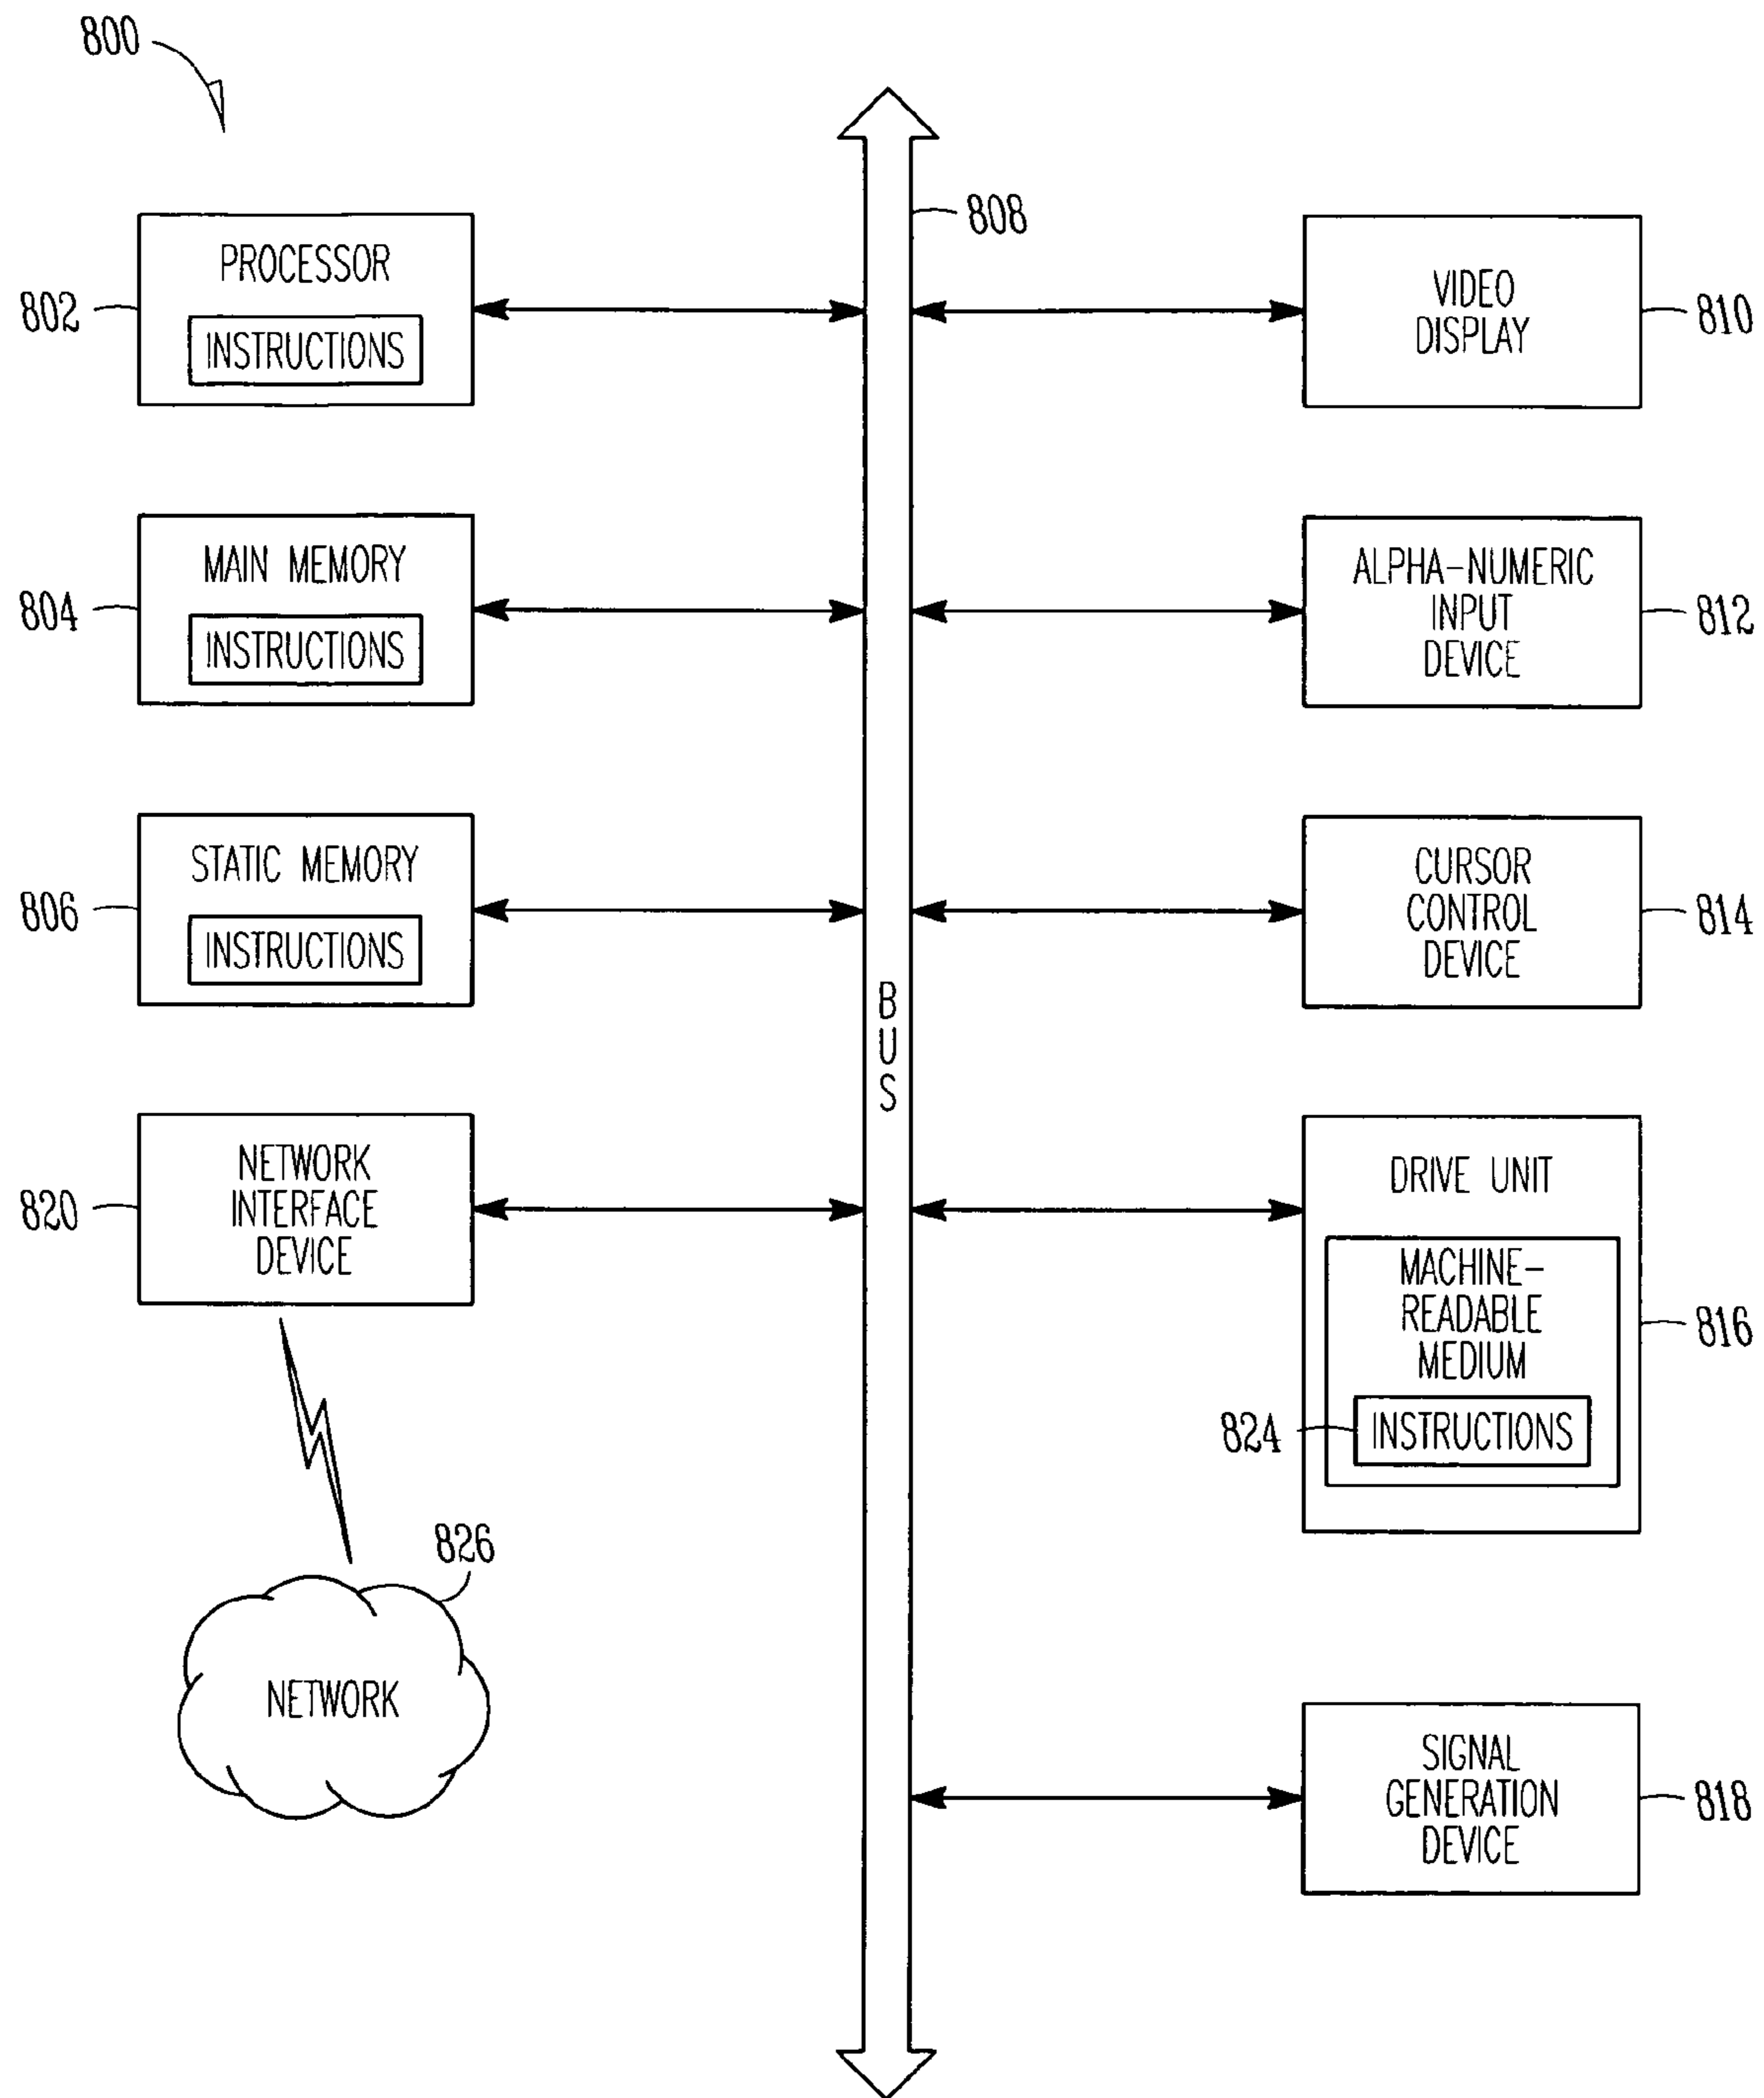 800
808
PROCESSOR
INSTRUCTIONS
802
VIDEO
DISPLAY
810
MAIN MEMORY
INSTRUCTIONS
804
ALPHA-NUMERIC
INPUT
DEVICE
812
STATIC MEMORY
INSTRUCTIONS
806
CURSOR
CONTROL
DEVICE
814
BUS
NETWORK
INTERFACE
DEVICE
820
DRIVE UNIT
MACHINE-
READABLE
MEDIUM
INSTRUCTIONS
816
824
826
NETWORK
SIGNAL
GENERATION
DEVICE
818